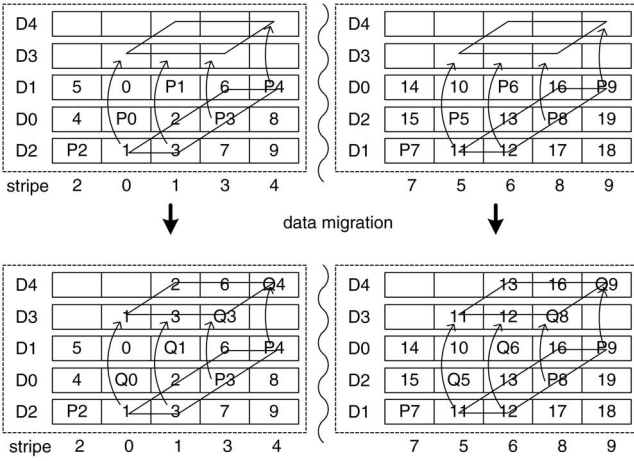 D4 D4
D3 D3
D1 5 0 P1 6 P4 D0 14 10 P6 16 P9
D0 4 P0 2 P3 8 D2 15 P5 13 P8 19
D2 P2 1 3 7 9 D1 P7 11 12 17 18
stripe 2 0 1 3 4 7 5 6 8 9
data migration
D4 2 6 Q4 D4 13 16 Q9
D3 1 3 Q3 D3 11 12 Q8
D1 5 0 Q1 6 P4 D0 14 10 Q6 16 P9
D0 4 Q0 2 P3 8 D2 15 Q5 13 P8 19
D2 P2 1 3 7 9 D1 P7 11 12 17 18
stripe 2 0 1 3 4 7 5 6 8 9